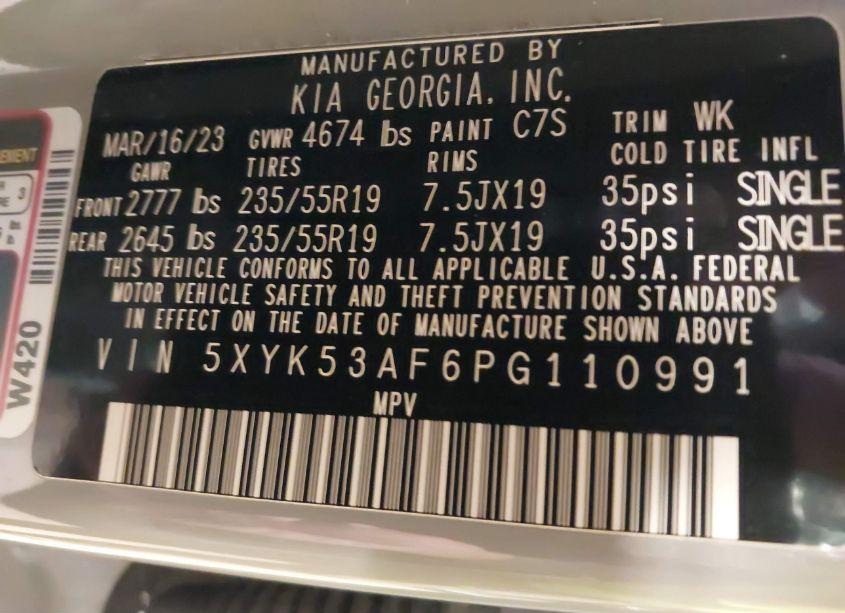 MANUFACTURED BY
KIA GEORGIA, INC.
MAR/16/23 GVWR 4674 lbs PAINT C7S TRIM WK
GAWR TIRES RIMS COLD TIRE INFL
FRONT 2777 lbs 235/55R19 7.5JX19 35psi SINGLE
REAR 2645 lbs 235/55R19 7.5JX19 35psi SINGLE
THIS VEHICLE CONFORMS TO ALL APPLICABLE U.S.A. FEDERAL
MOTOR VEHICLE SAFETY AND THEFT PREVENTION STANDARDS
IN EFFECT ON THE DATE OF MANUFACTURE SHOWN ABOVE
VIN 5XYK53AF6PG110991
MPV
W420
3